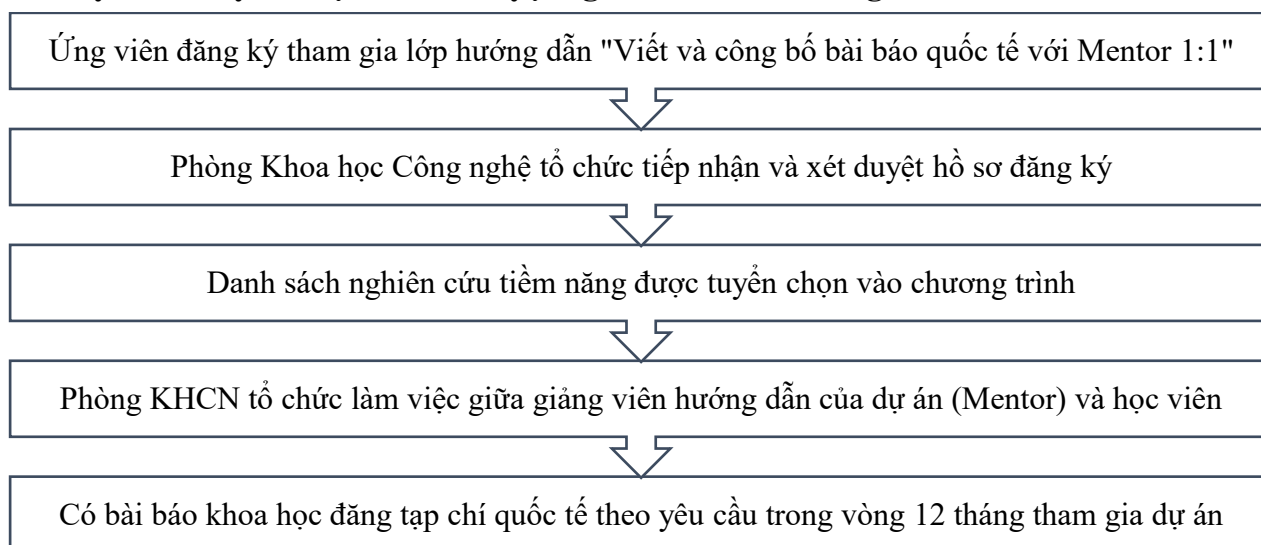 Ứng viên đăng ký tham gia lớp hướng dẫn "Viết và công bố bài báo quốc tế với Mentor 1:1"
Phòng Khoa học Công nghệ tổ chức tiếp nhận và xét duyệt hồ sơ đăng ký
Danh sách nghiên cứu tiềm năng được tuyển chọn vào chương trình
Phòng KHCN tổ chức làm việc giữa giảng viên hướng dẫn của dự án (Mentor) và học viên
Có bài báo khoa học đăng tạp chí quốc tế theo yêu cầu trong vòng 12 tháng tham gia dự án